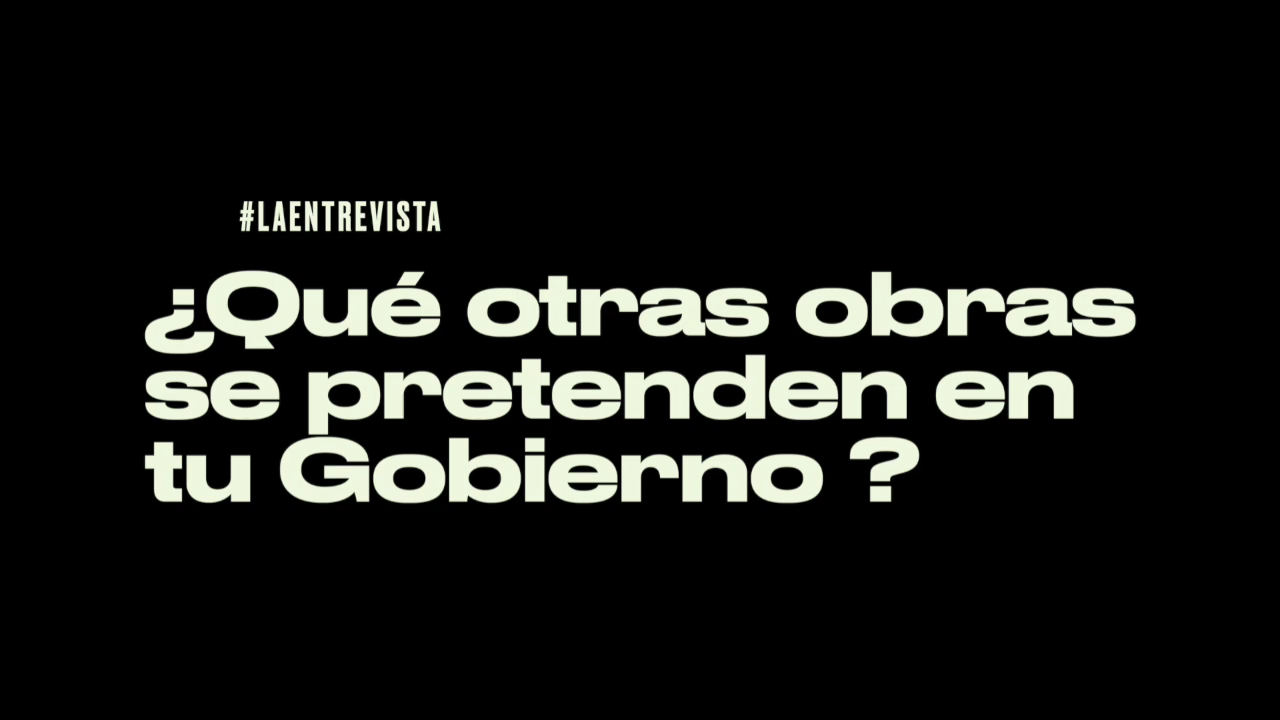 #LAENTREVISTA
¿Qué otras obras
se pretenden en
tu Gobierno ?